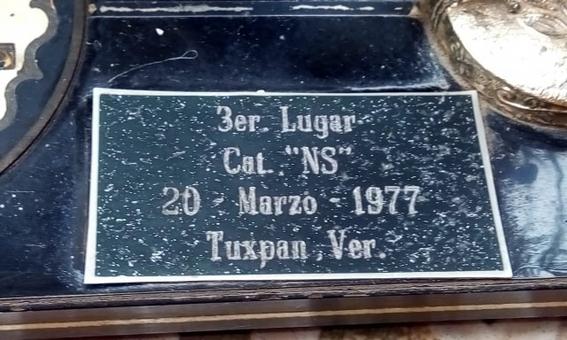 3er. Lugar
Cat. "NS"
20 - Marzo - 1977
Tuxpan, Ver.